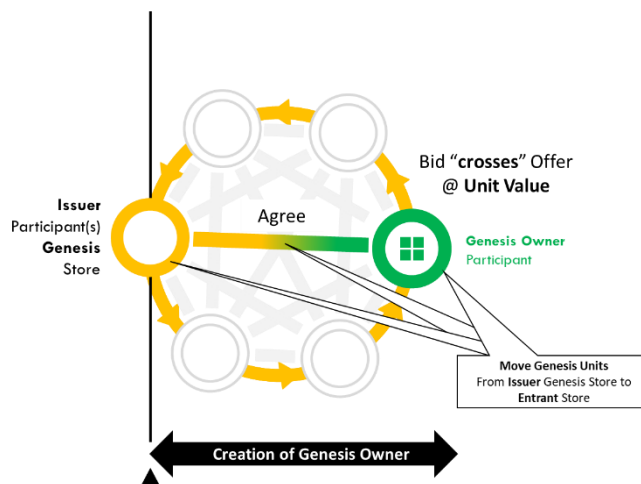 Bid “crosses” Offer
@ Unit Value
Issuer
Participant(s)
Genesis
Store
Agree
Genesis Owner
Participant
Move Genesis Units
From Issuer Genesis Store to
Entrant Store
Creation of Genesis Owner